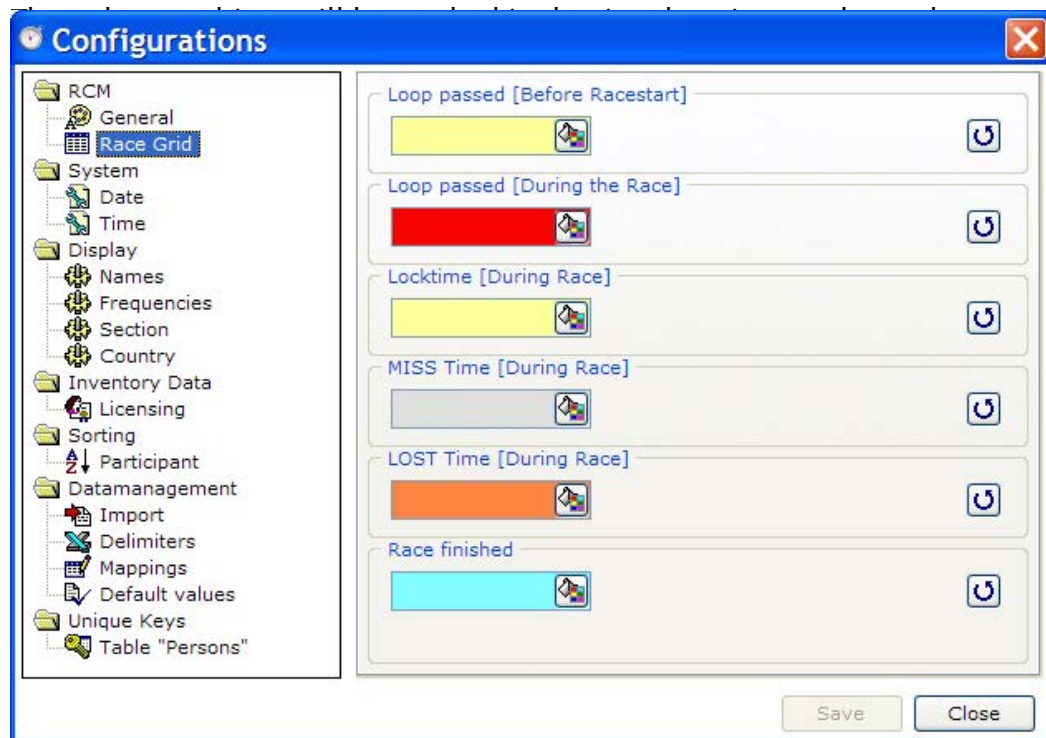 Configurations
RCM
General
Race Grid
System
Date
Time
Display
Names
Frequencies
Section
Country
Inventory Data
Licensing
Sorting
Participant
Datamanagement
Import
Delimiters
Mappings
Default values
Unique Keys
Table "Persons"
Loop passed [Before Racestart]
Loop passed [During the Race]
Locktime [During Race]
MISS Time [During Race]
LOST Time [During Race]
Race finished
Save
Close